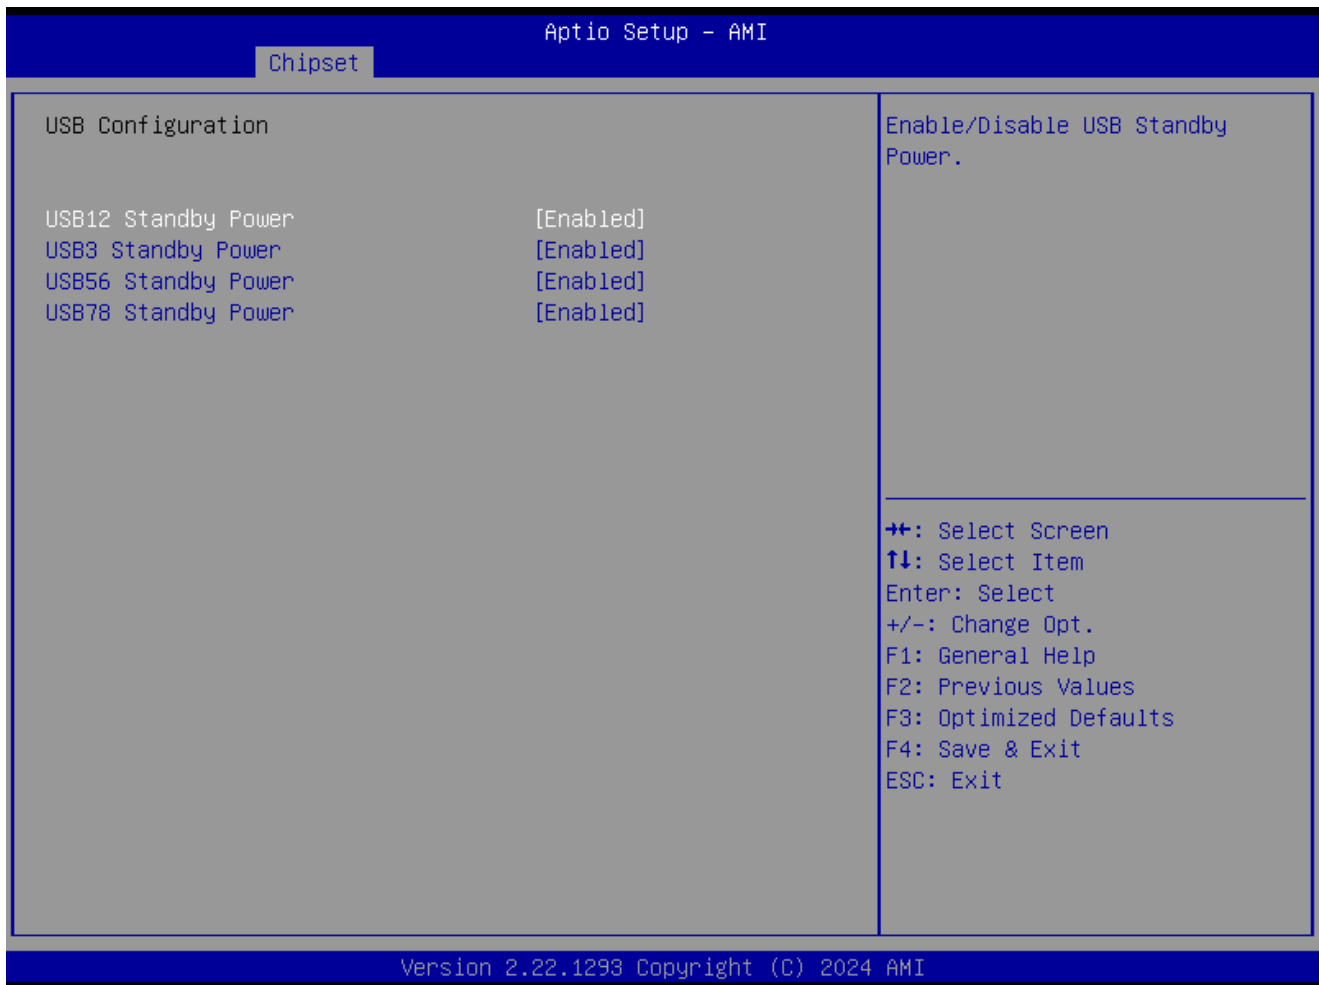 Aptio Setup – AMI
Chipset
USB Configuration
USB12 Standby Power [Enabled]
USB3 Standby Power [Enabled]
USB56 Standby Power [Enabled]
USB78 Standby Power [Enabled]
Enable/Disable USB Standby
Power.
→←: Select Screen
↑↓: Select Item
Enter: Select
+/-: Change Opt.
F1: General Help
F2: Previous Values
F3: Optimized Defaults
F4: Save & Exit
ESC: Exit
Version 2.22.1293 Copyright (C) 2024 AMI